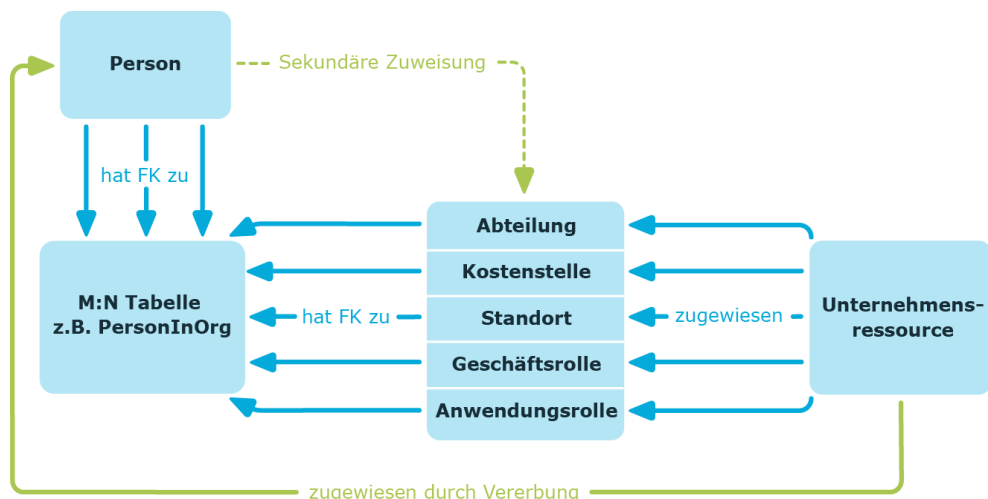 Person
Sekundäre Zuweisung
hat FK zu
Abteilung
Kostenstelle
Standort
Geschäftsrolle
Anwendungsrolle
M:N Tabelle
z.B. PersonInOrg
hat FK zu
zugewiesen
Unternehmens-
ressource
zugewiesen durch Vererbung